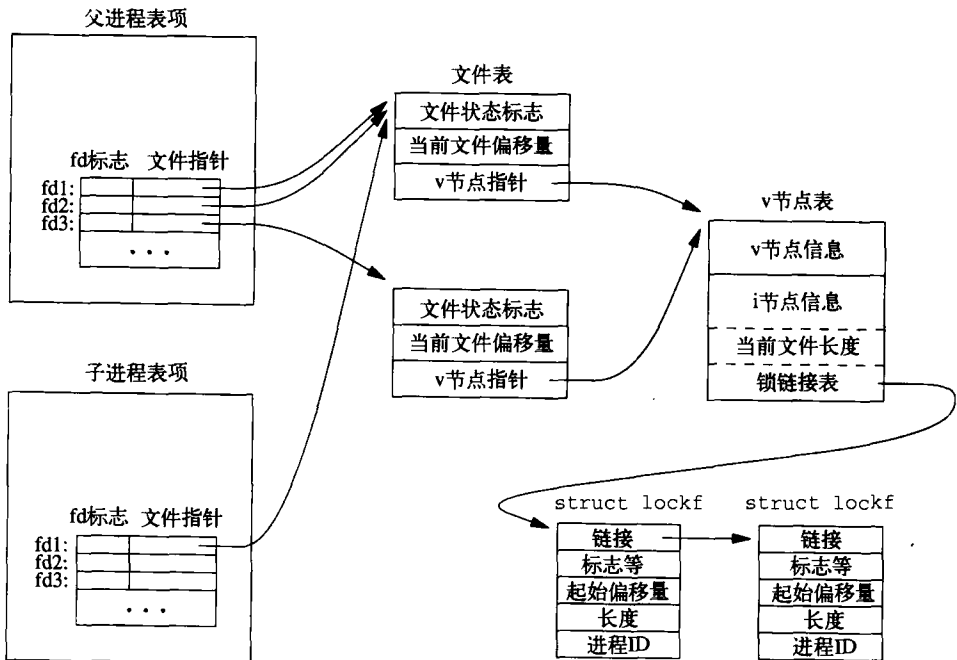 父进程表项
fd标志 文件指针
fd1:
fd2:
fd3:
• • •
文件表
文件状态标志
当前文件偏移量
v节点指针
文件状态标志
当前文件偏移量
v节点指针
v节点表
v节点信息
i节点信息
当前文件长度
锁链接表
子进程表项
fd标志 文件指针
fd1:
fd2:
fd3:
• • •
struct lockf
链接
标志等
起始偏移量
长度
进程ID
struct lockf
链接
标志等
起始偏移量
长度
进程ID